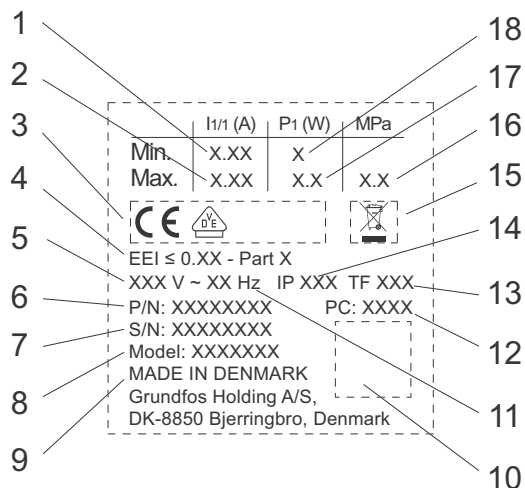 1
2
3
4
5
6
7
8
9
18
17
16
15
14
13
12
11
10
I1/1 (A) P1 (W) MPa
Min. X.XX X
Max. X.XX X.X X.X
CE VDE
EEI ≤ 0.XX - Part X
XXX V ~ XX Hz IP XXX TF XXX
P/N: XXXXXXXX PC: XXXX
S/N: XXXXXXXX
Model: XXXXXXX
MADE IN DENMARK
Grundfos Holding A/S,
DK-8850 Bjerringbro, Denmark